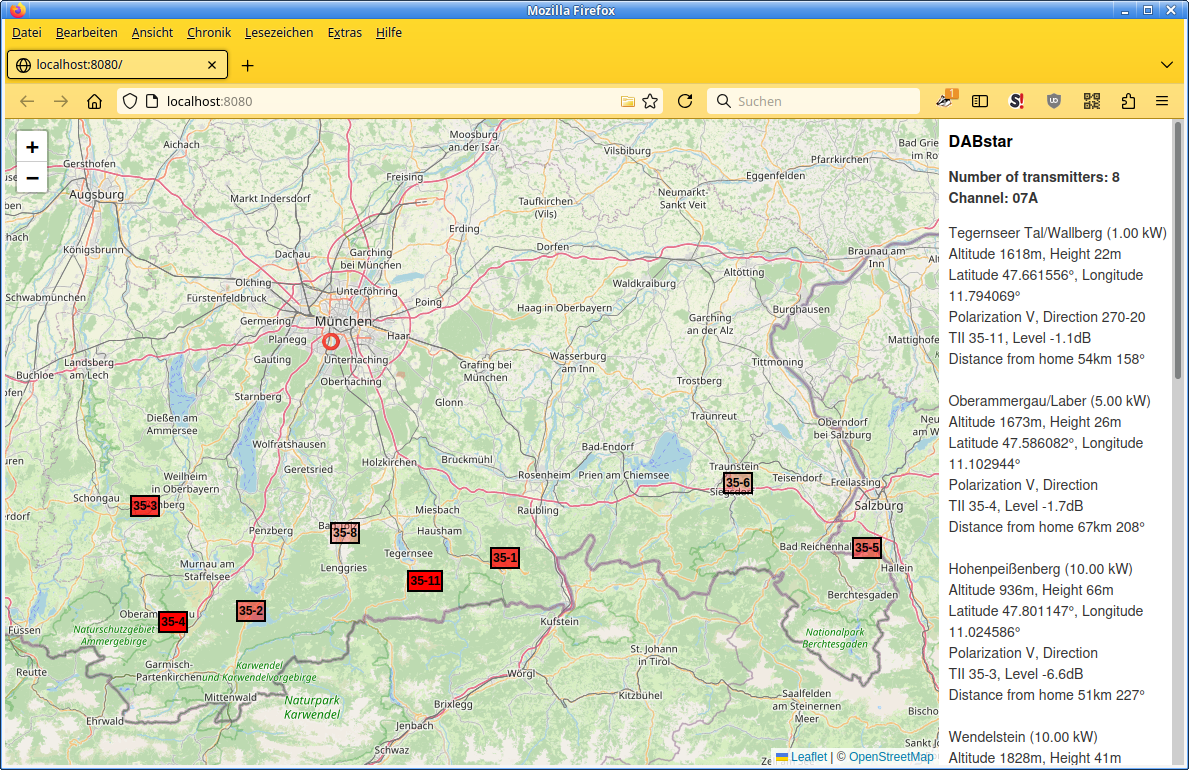 Mozilla Firefox
Datei Bearbeiten Ansicht Chronik Lesezeichen Extras Hilfe
localhost:8080/
localhost:8080
Suchen
1
S!
UD
+
−
Aichach
Moosburg
an der Isar
Vilsbiburg
Pfarrkirchen
Bad Grie
im Ro
Gersthofen
Augsburg
Freising
Eggenfelden
Markt Indersdorf
Taufkirchen
(Vils)
Neumarkt-
Sankt Veit
Erding
Königsbrunn
Dachau
Garching
bei München
Dorfen
Braunau am
Inn
Altötting
Olching
Unterföhring
Waldkraiburg
Schwabmünchen
Fürstenfeldbruck
Poing
Haag in Oberbayern
Burghausen
Germering
München
Planegg
Haar
Garching
an der Alz
Mattighofe
Landsberg
am Lech
Gauting
Unterhaching
Wasserburg
am Inn
Tittmoning
Buchloe
Oberhaching
Grafing bei
München
Trostberg
Starnberg
Glonn
Dießen am
Ammersee
Traunreut
Oberndorf
bei Salzburg
Wolfratshausen
Bad Endorf
Geretsried
Holzkirchen
Bruckmühl
Rosenheim
Prien am Chiemsee
Traunstein
Teisendorf
Freilassing
Weilheim
in Oberbayern
Schongau
35-6
35-3
Miesbach
Raubling
Salzburg
Penzberg
35-8
Hausham
Tegernsee
35-1
Bad Reichenhal
35-5
Hallein
Murnau am
Staffelsee
Lenggries
35-11
Berchtesgaden
35-2
35-4
Füssen
Naturschutzgebiet
Ammergebirge
Kufstein
Nationalpark
Berchtesgaden
St. Johann
in Tirol
Reutte
Garmisch-
Partenkirchen
Karwendel
und Karwendelvorgebirge
Wörgl
Mittenwald
Naturpark
Karwendel
Brixlegg
Kitzbühel
Saalfelden
am Steinernen
Meer
Ehrwald
Jenbach
Schwaz
Leaflet | © OpenStreetMap
DABstar
Number of transmitters: 8
Channel: 07A
Tegernseer Tal/Wallberg (1.00 kW)
Altitude 1618m, Height 22m
Latitude 47.661556°, Longitude
11.794069°
Polarization V, Direction 270-20
TII 35-11, Level -1.1dB
Distance from home 54km 158°
Oberammergau/Laber (5.00 kW)
Altitude 1673m, Height 26m
Latitude 47.586082°, Longitude
11.102944°
Polarization V, Direction
TII 35-4, Level -1.7dB
Distance from home 67km 208°
Hohenpeißenberg (10.00 kW)
Altitude 936m, Height 66m
Latitude 47.801147°, Longitude
11.024586°
Polarization V, Direction
TII 35-3, Level -6.6dB
Distance from home 51km 227°
Wendelstein (10.00 kW)
Altitude 1828m, Height 41m